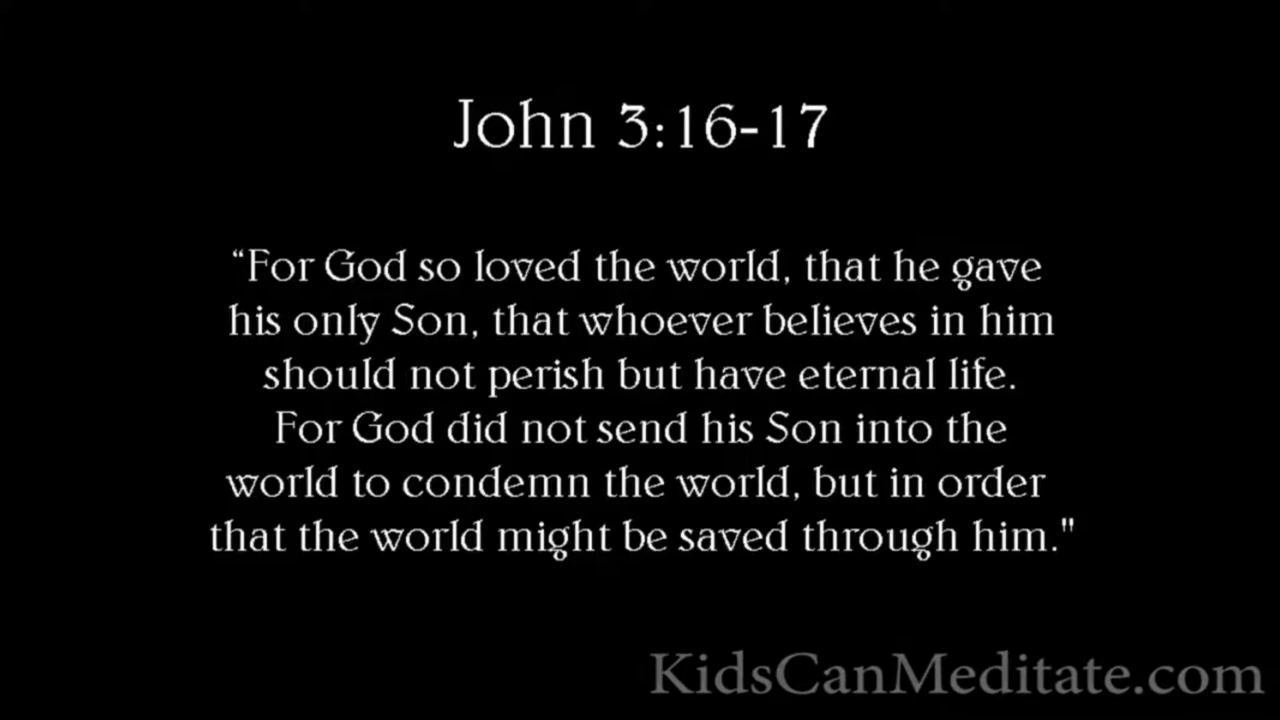 John 3:16-17
“For God so loved the world, that he gave
his only Son, that whoever believes in him
should not perish but have eternal life.
For God did not send his Son into the
world to condemn the world, but in order
that the world might be saved through him."
KidsCanMeditate.com